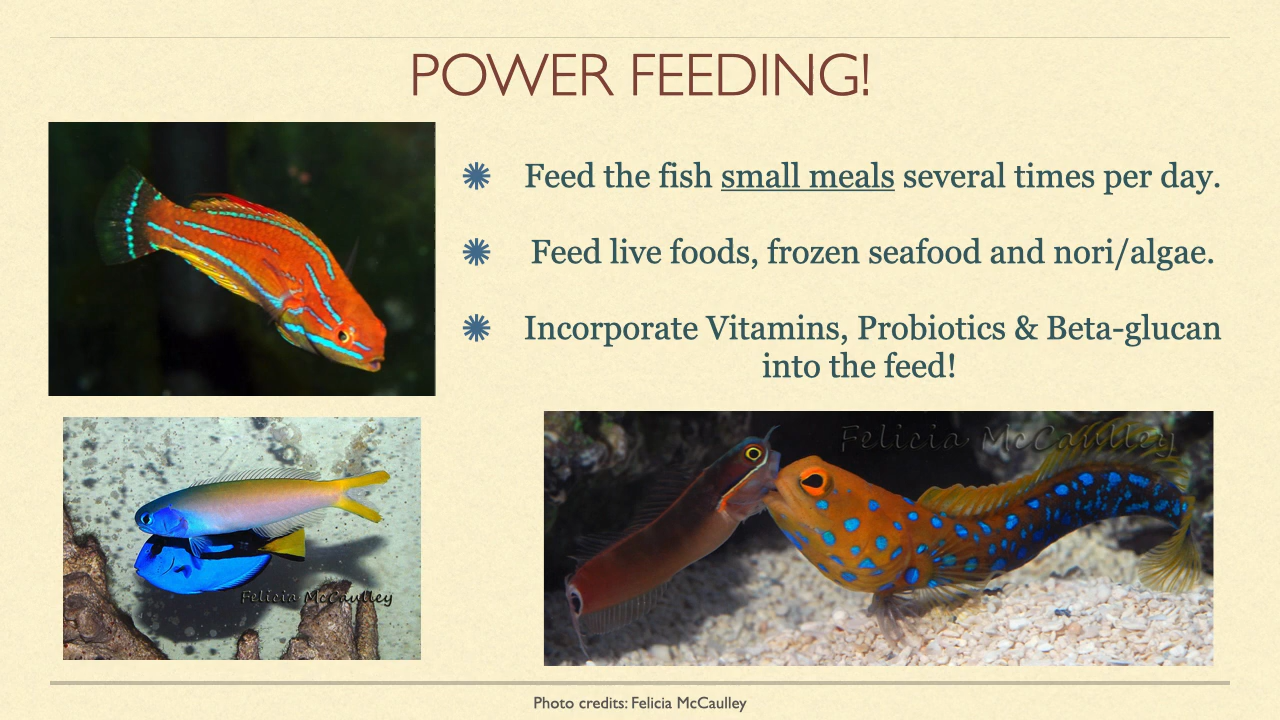 POWER FEEDING!
Feed the fish small meals several times per day.
Feed live foods, frozen seafood and nori/algae.
Incorporate Vitamins, Probiotics & Beta-glucan
into the feed!
Felicia McCaulley
Felicia McCaulley
Photo credits: Felicia McCaulley